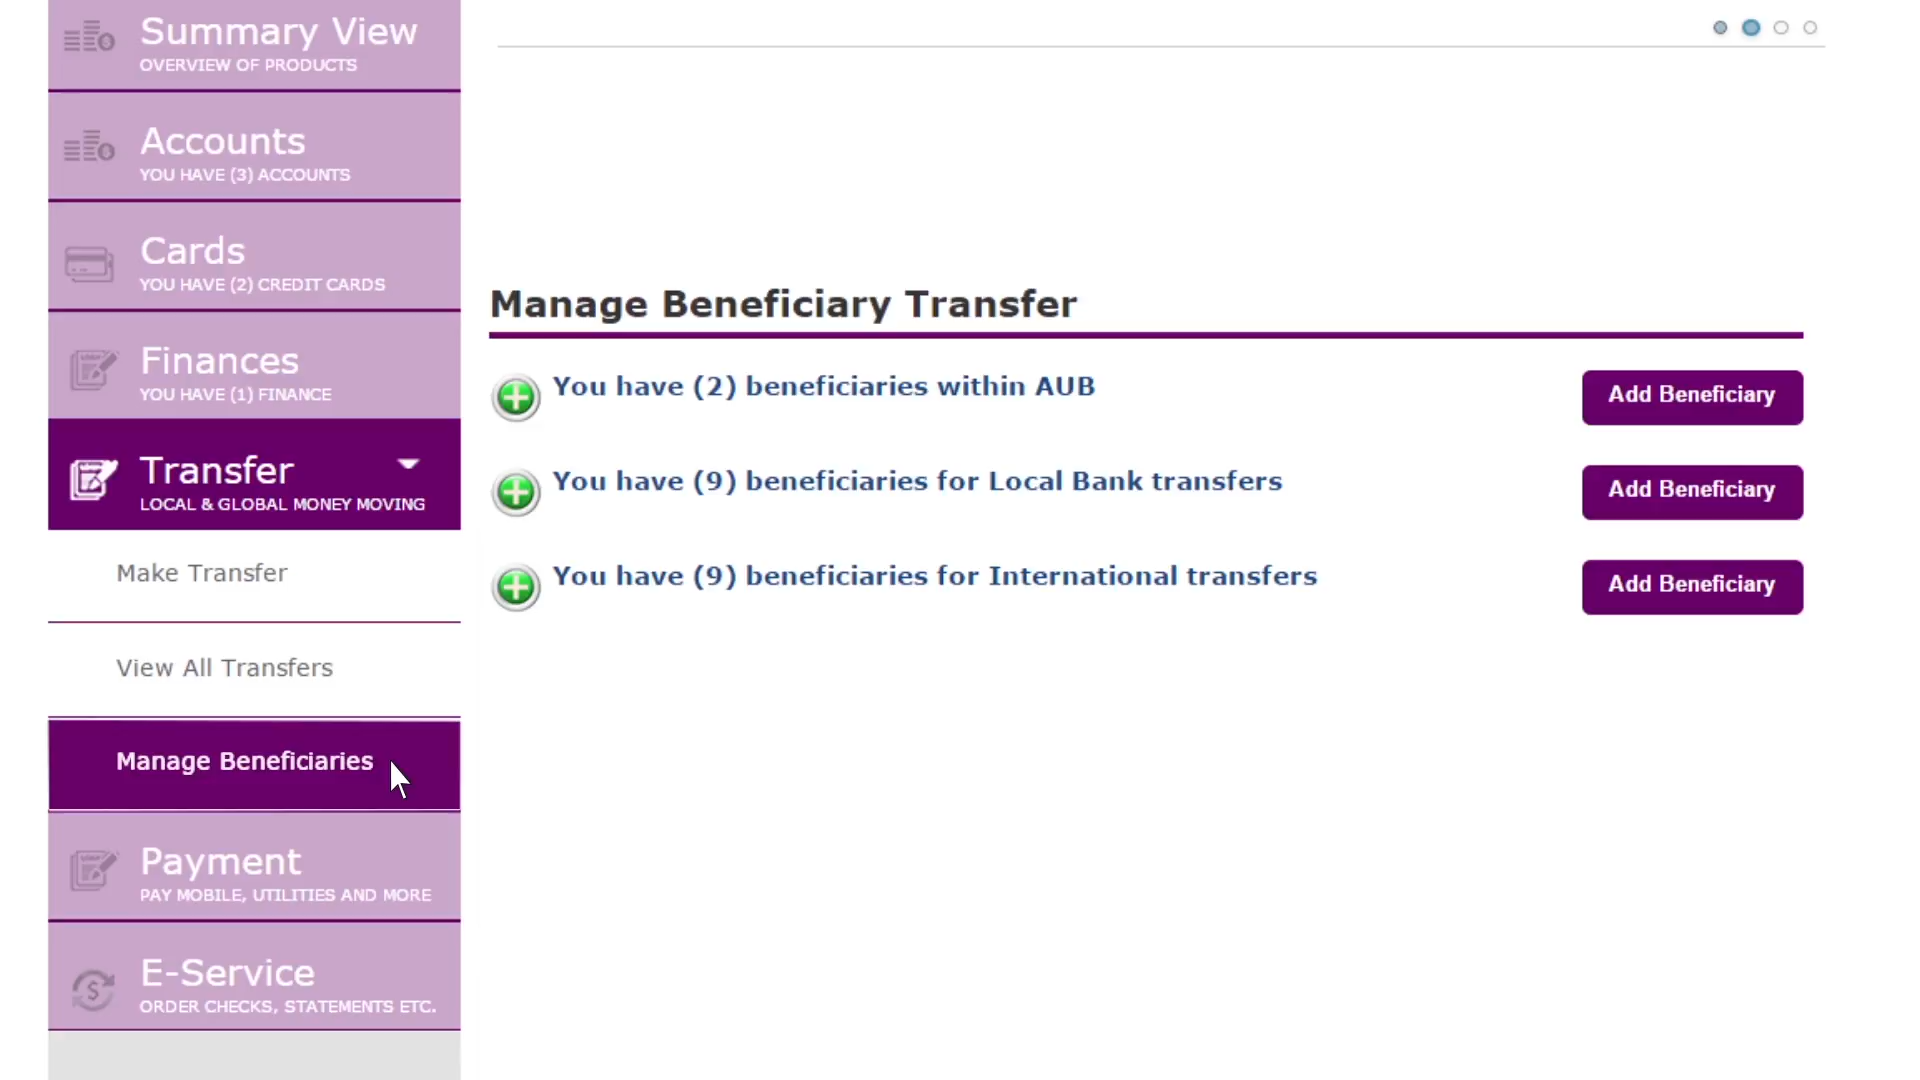 Summary View
OVERVIEW OF PRODUCTS
Accounts
YOU HAVE (3) ACCOUNTS
Cards
YOU HAVE (2) CREDIT CARDS
Finances
YOU HAVE (1) FINANCE
Transfer
LOCAL & GLOBAL MONEY MOVING
Make Transfer
View All Transfers
Manage Beneficiaries
Payment
PAY MOBILE, UTILITIES AND MORE
E-Service
ORDER CHECKS, STATEMENTS ETC.
Manage Beneficiary Transfer
You have (2) beneficiaries within AUB
Add Beneficiary
You have (9) beneficiaries for Local Bank transfers
Add Beneficiary
You have (9) beneficiaries for International transfers
Add Beneficiary